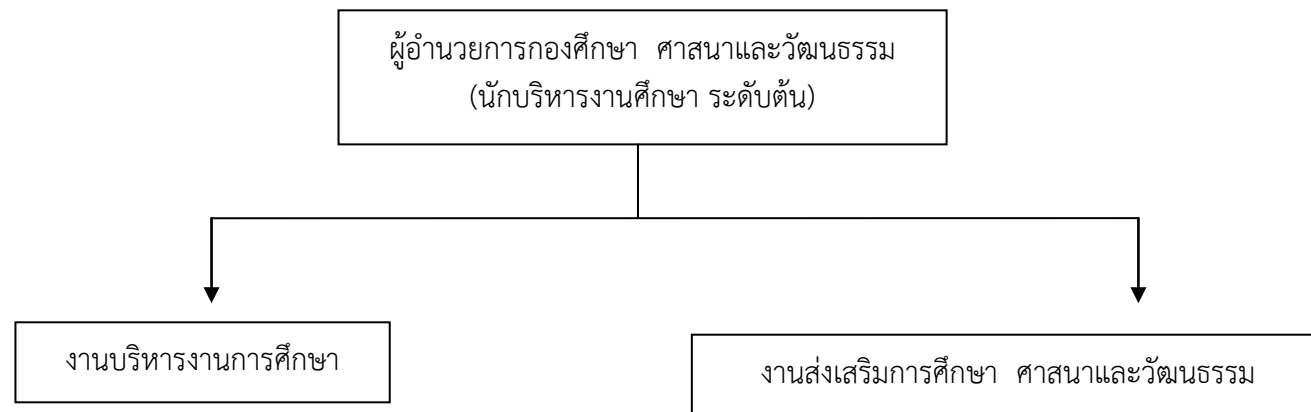 ผู้อำนวยการกองศึกษา  ศาสนาและวัฒนธรรม
(นักบริหารงานศึกษา ระดับต้น)
งานบริหารงานการศึกษา
งานส่งเสริมการศึกษา  ศาสนาและวัฒนธรรม